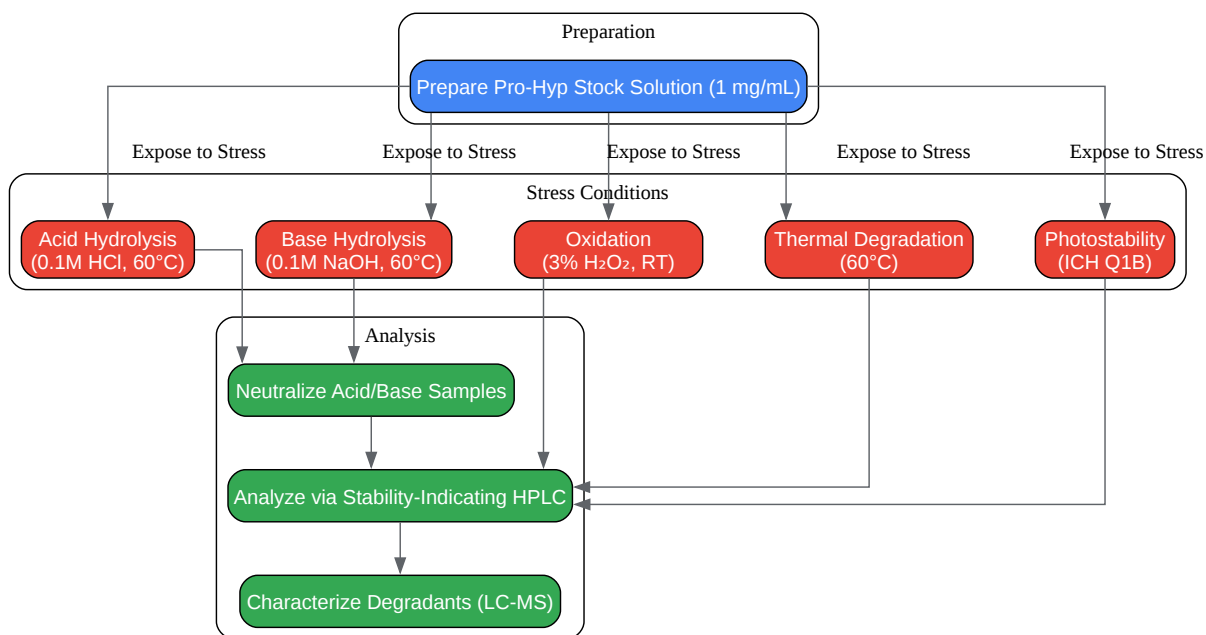 Preparation
Prepare Pro-Hyp Stock Solution (1 mg/mL)
Expose to Stress
Expose to Stress
Expose to Stress
Expose to Stress
Expose to Stress
Stress Conditions
Acid Hydrolysis
(0.1M HCl, 60°C)
Base Hydrolysis
(0.1M NaOH, 60°C)
Oxidation
(3% H₂O₂, RT)
Thermal Degradation
(60°C)
Photostability
(ICH Q1B)
Analysis
Neutralize Acid/Base Samples
Analyze via Stability-Indicating HPLC
Characterize Degradants (LC-MS)